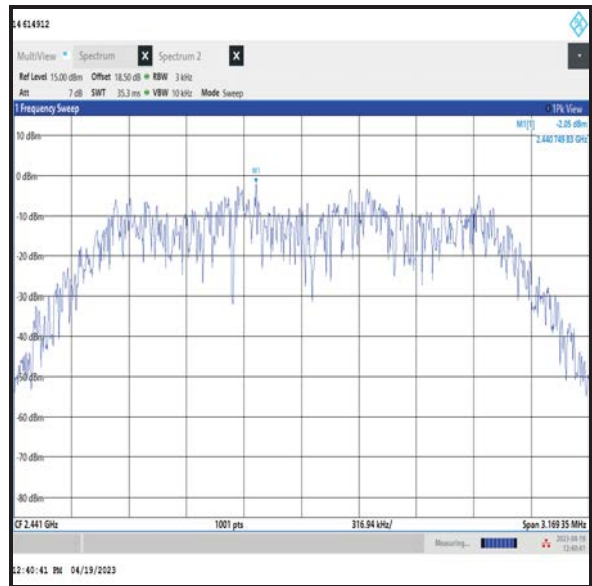 14 614912
MultiView Spectrum X Spectrum 2 X
Ref Level 15.00 dBm Offset 18.50 dB RBW 3 kHz
Att 7 dB SWT 35.3 ms VBW 10 kHz Mode Sweep
1 Frequency Sweep 1Pk View
M1[1] -2.05 dBm
2.440 749 83 GHz
10 dBm
0 dBm
M1
-10 dBm
-20 dBm
-30 dBm
-40 dBm
-50 dBm
-60 dBm
-70 dBm
-80 dBm
CF 2.441 GHz 1001 pts 316.94 kHz/ Span 3.169 35 MHz
Measuring...
12:40:41
12:40:41 PM 04/19/2023